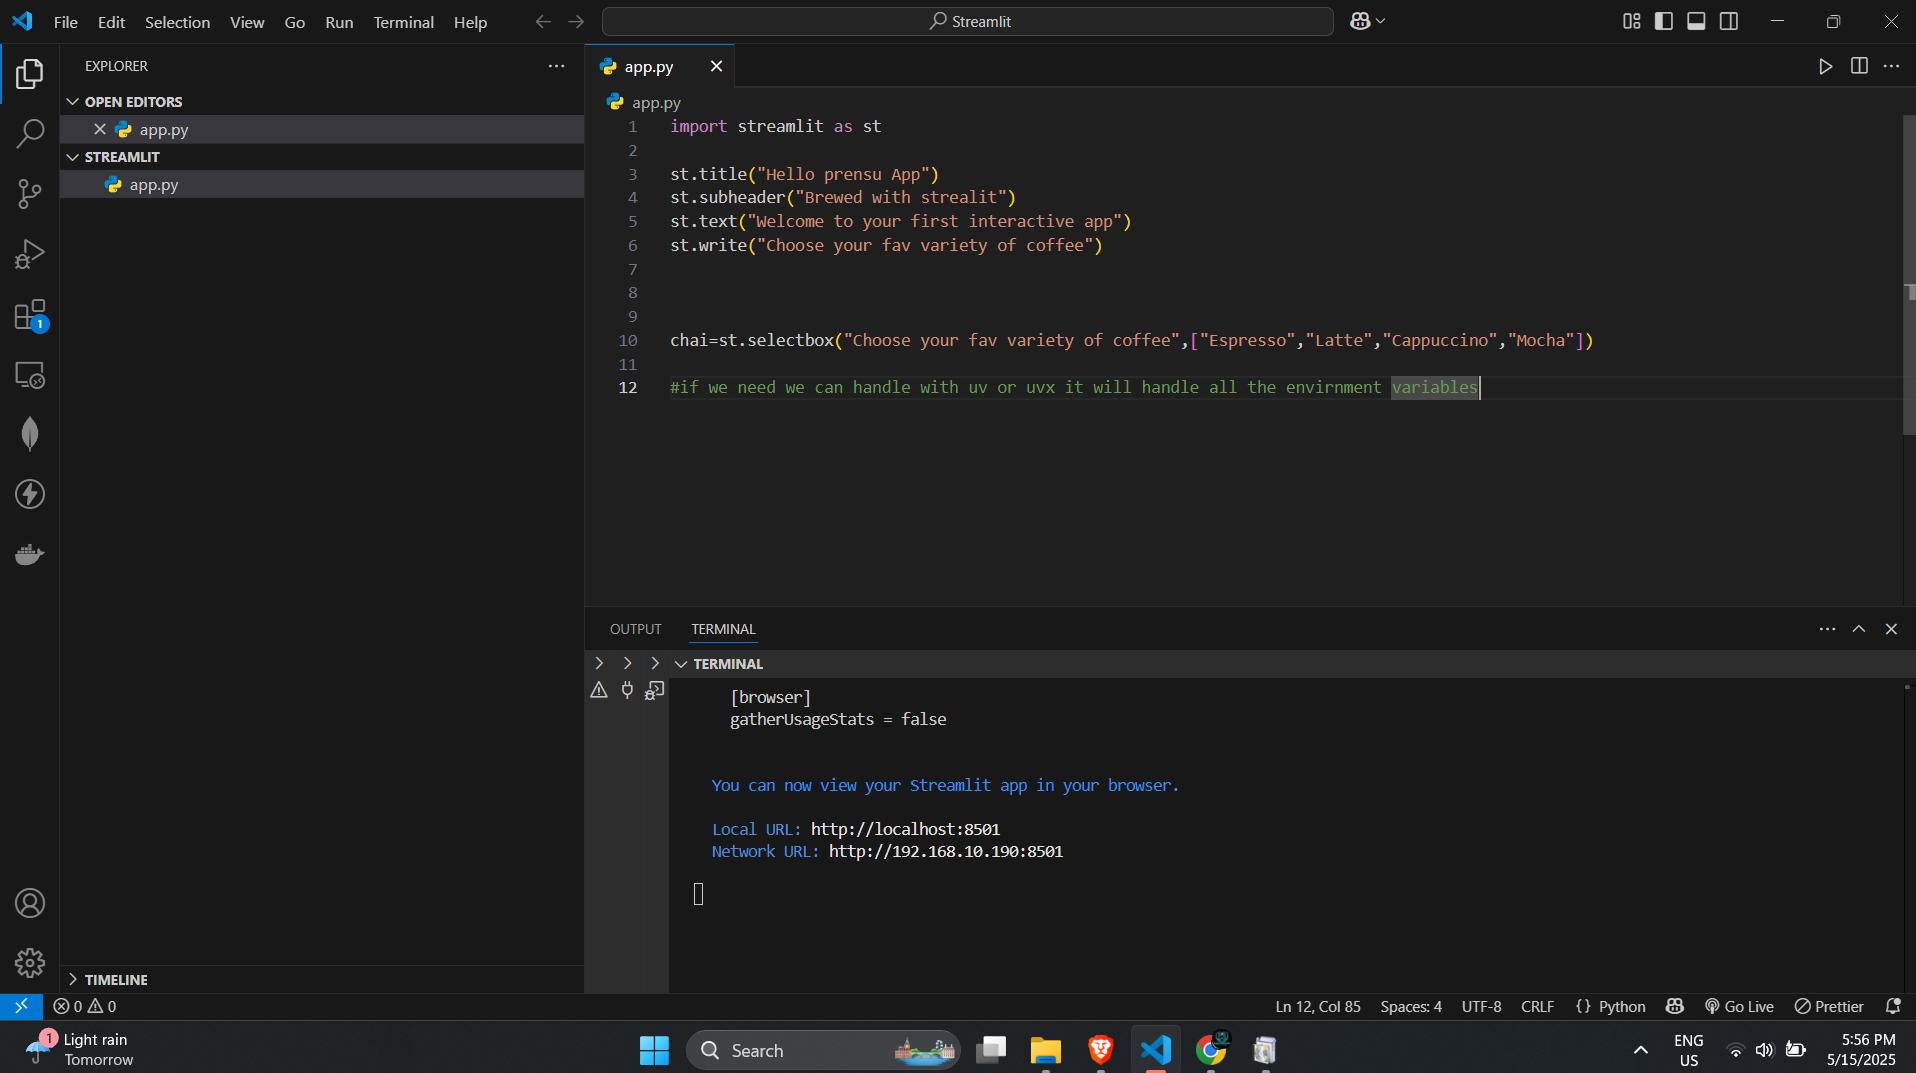 File Edit Selection View Go Run Terminal Help
Streamlit
EXPLORER
OPEN EDITORS
app.py
STREAMLIT
app.py
TIMELINE
app.py
app.py
1 import streamlit as st
2
3 st.title("Hello prensu App")
4 st.subheader("Brewed with strealit")
5 st.text("Welcome to your first interactive app")
6 st.write("Choose your fav variety of coffee")
7
8
9
10 chai=st.selectbox("Choose your fav variety of coffee",["Espresso","Latte","Cappuccino","Mocha"])
11
12 #if we need we can handle with uv or uvx it will handle all the envirnment variables
OUTPUT TERMINAL
TERMINAL
[browser]
gatherUsageStats = false
You can now view your Streamlit app in your browser.
Local URL: http://localhost:8501
Network URL: http://192.168.10.190:8501
1
0 0
Ln 12, Col 85 Spaces: 4 UTF-8 CRLF {} Python Go Live Prettier
1
Light rain
Tomorrow
Search
ENG
US
5:56 PM
5/15/2025